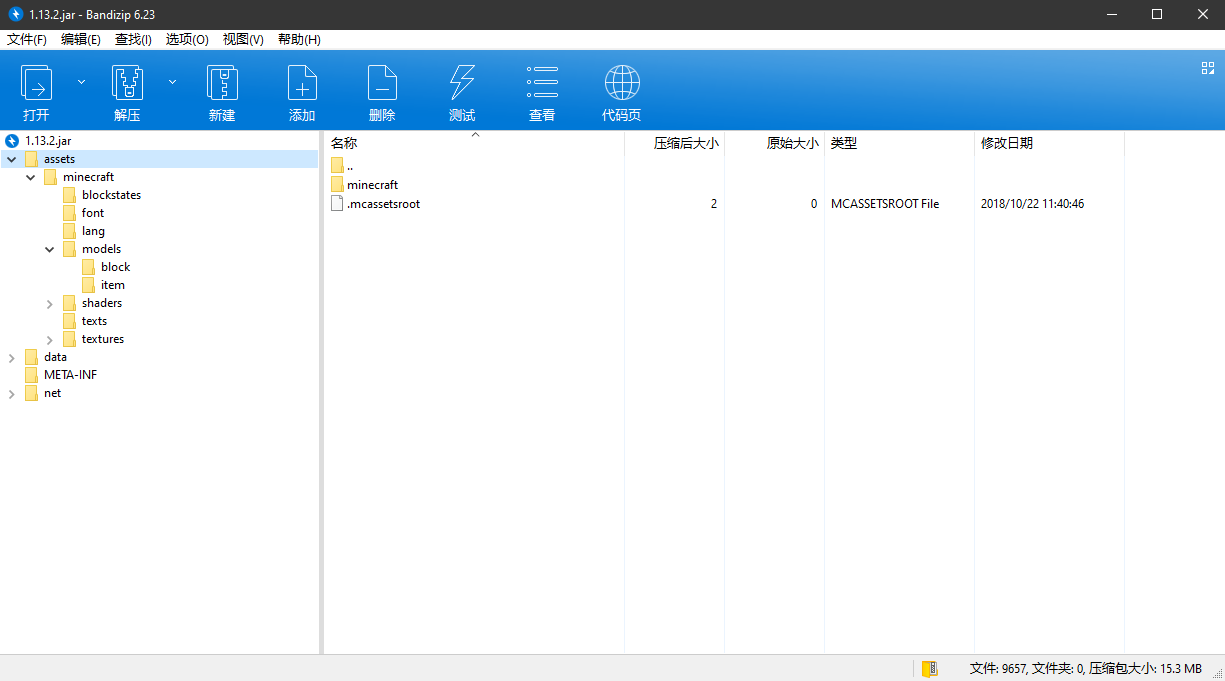 1.13.2.jar - Bandizip 6.23
文件(F) 编辑(E) 查找(I) 选项(O) 视图(V) 帮助(H)
打开 解压 新建 添加 删除 测试 查看 代码页
1.13.2.jar
assets
minecraft
blockstates
font
lang
models
block
item
shaders
texts
textures
data
META-INF
net
名称 压缩后大小 原始大小 类型 修改日期
..
minecraft
.mcassetsroot 2 0 MCASSETSROOT File 2018/10/22 11:40:46
文件: 9657, 文件夹: 0, 压缩包大小: 15.3 MB